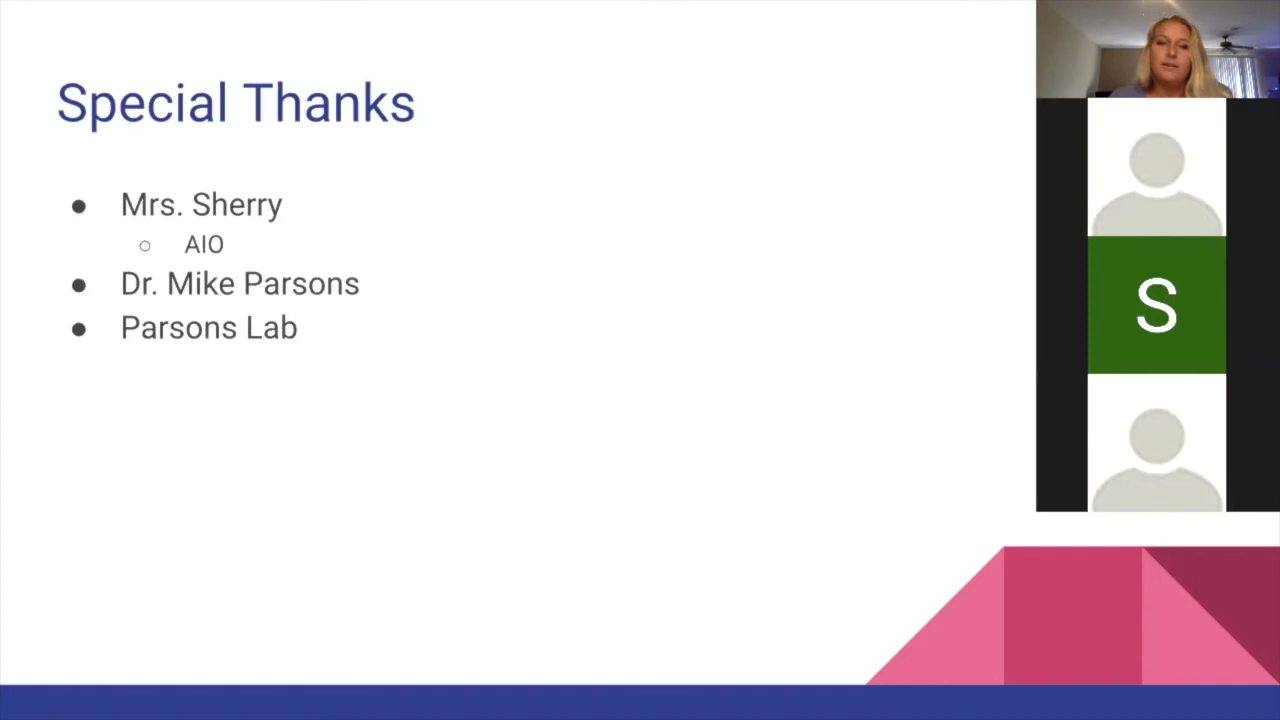 Special Thanks
● Mrs. Sherry
○ AIO
● Dr. Mike Parsons
● Parsons Lab
S